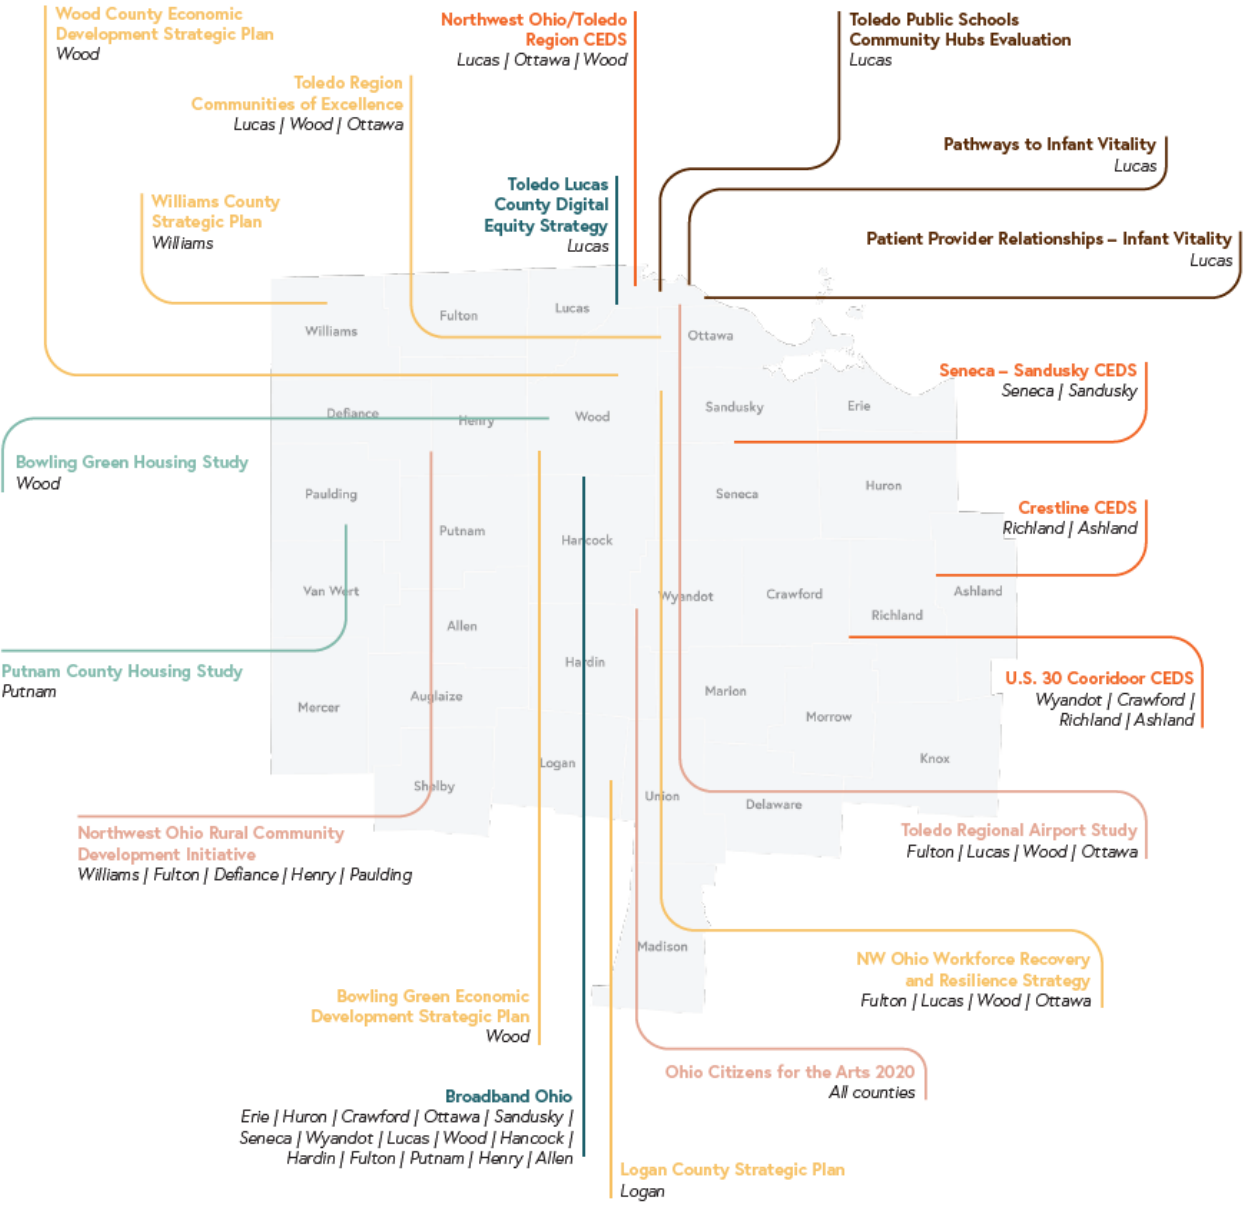 Wood County Economic
Development Strategic Plan
Wood
Northwest Ohio/Toledo
Region CEDS
Lucas | Ottawa | Wood
Toledo Public Schools
Community Hubs Evaluation
Lucas
Toledo Region
Communities of Excellence
Lucas | Wood | Ottawa
Pathways to Infant Vitality
Lucas
Williams County
Strategic Plan
Williams
Toledo Lucas
County Digital
Equity Strategy
Lucas
Patient Provider Relationships – Infant Vitality
Lucas
Williams
Fulton
Lucas
Ottawa
Seneca – Sandusky CEDS
Seneca | Sandusky
Defiance
Henry
Wood
Sandusky
Erie
Bowling Green Housing Study
Wood
Paulding
Seneca
Huron
Crestline CEDS
Richland | Ashland
Putnam
Hancock
Van Wert
Wyandot
Crawford
Ashland
Richland
Allen
Hardin
Putnam County Housing Study
Putnam
U.S. 30 Cooridoor CEDS
Wyandot | Crawford |
Richland | Ashland
Mercer
Auglaize
Marion
Morrow
Logan
Knox
Shelby
Union
Delaware
Northwest Ohio Rural Community
Development Initiative
Williams | Fulton | Defiance | Henry | Paulding
Toledo Regional Airport Study
Fulton | Lucas | Wood | Ottawa
Madison
NW Ohio Workforce Recovery
and Resilience Strategy
Fulton | Lucas | Wood | Ottawa
Bowling Green Economic
Development Strategic Plan
Wood
Ohio Citizens for the Arts 2020
All counties
Broadband Ohio
Erie | Huron | Crawford | Ottawa | Sandusky |
Seneca | Wyandot | Lucas | Wood | Hancock |
Hardin | Fulton | Putnam | Henry | Allen
Logan County Strategic Plan
Logan